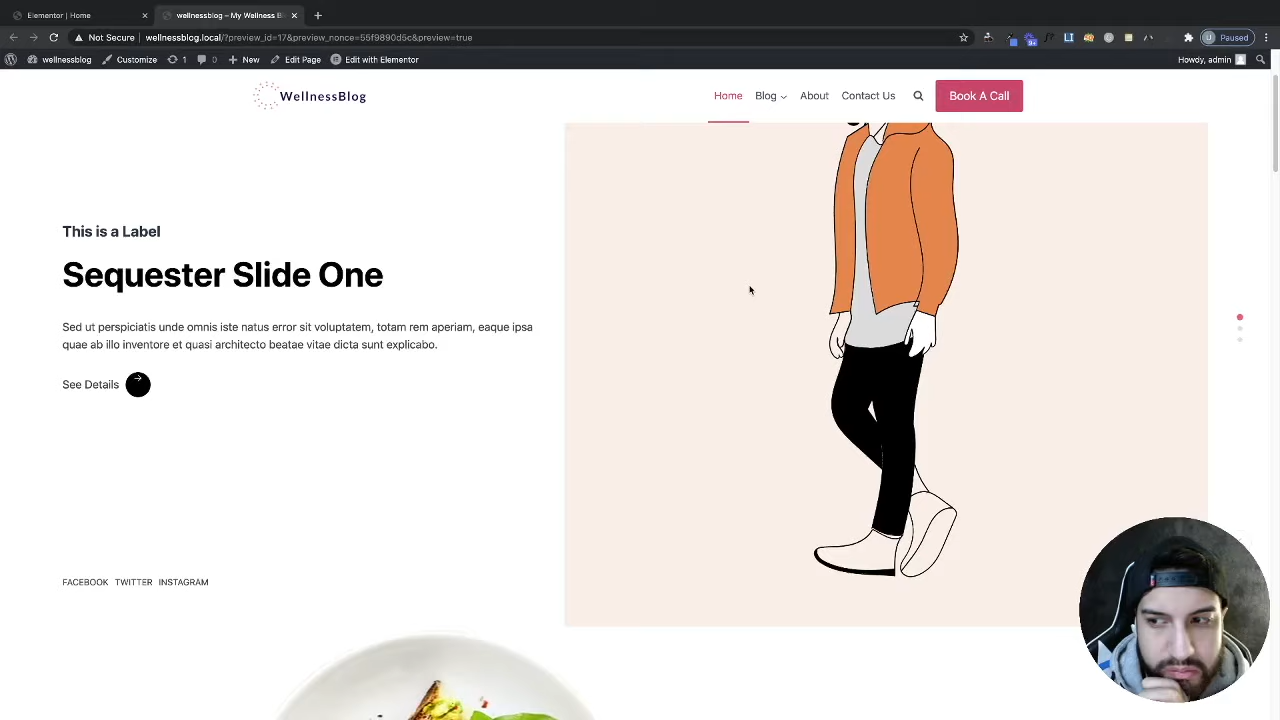 Elementor | Home
wellnessblog – My Wellness B
Not Secure wellnessblog.local/?preview_id=17&preview_nonce=55f9890d5c&preview=true
Paused
wellnessblog Customize 1 0 New Edit Page Edit with Elementor Howdy, admin
WellnessBlog Home Blog About Contact Us Book A Call
This is a Label
Sequester Slide One
Sed ut perspiciatis unde omnis iste natus error sit voluptatem, totam rem aperiam, eaque ipsa
quae ab illo inventore et quasi architecto beatae vitae dicta sunt explicabo.
See Details
FACEBOOK TWITTER INSTAGRAM